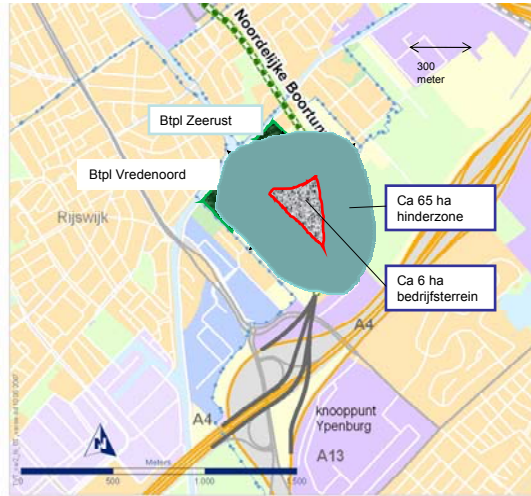 Noordelijke Boortun
300
meter
Btpl Zeerust
Btpl Vredenoord
Rijswijk
Ca 65 ha
hinderzone
Ca 6 ha
bedrijfsterrein
A4
A4
knooppunt
Ypenburg
A13
N
Meters
0
500
1.000
1.500